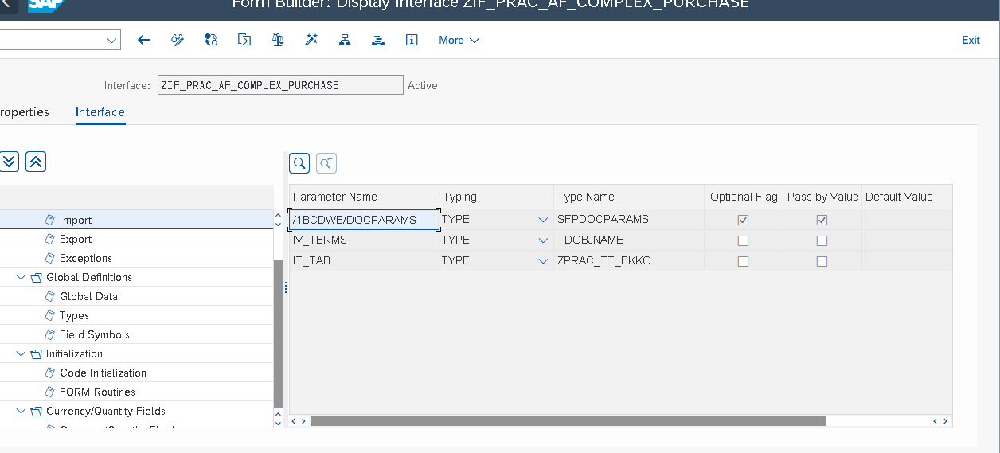 SAP
Form Builder: Display Interface ZIF_PRAC_AF_COMPLEX_PURCHASE
More
Exit
Interface: ZIF_PRAC_AF_COMPLEX_PURCHASE Active
roperties Interface
Parameter Name Typing Type Name Optional Flag Pass by Value Default Value
Import /1BCDWB/DOCPARAMS TYPE SFPDOCPARAMS
Export IV_TERMS TYPE TDOBJNAME
Exceptions IT_TAB TYPE ZPRAC_TT_EKKO
Global Definitions
Global Data
Types
Field Symbols
Initialization
Code Initialization
FORM Routines
Currency/Quantity Fields